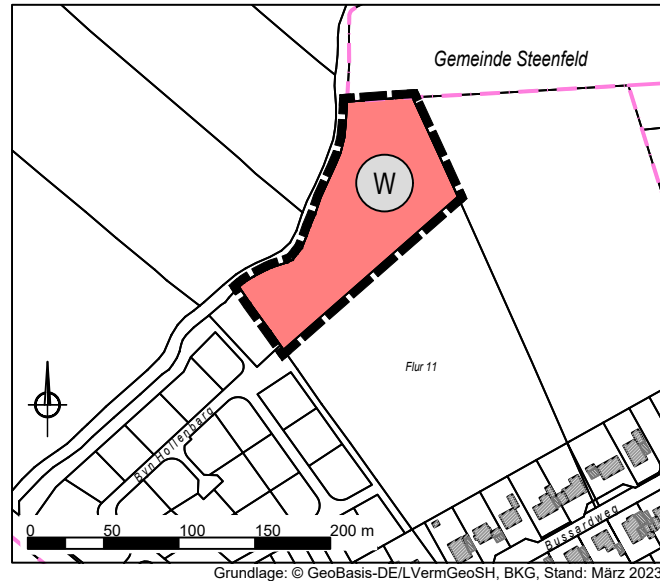 Gemeinde Steenfeld
W
Flur 11
Byn Hollenbarg
Bussardweg
0 50 100 150 200 m
Grundlage: © GeoBasis-DE/LVermGeoSH, BKG, Stand: März 2023